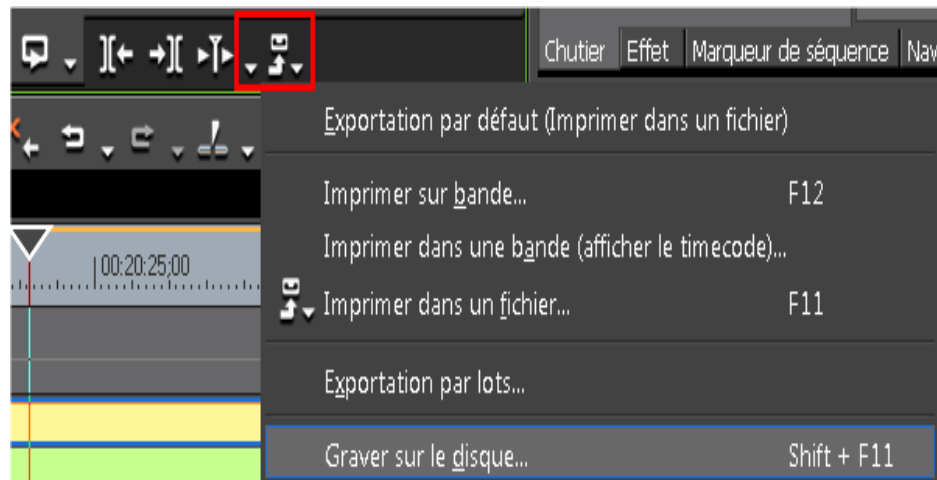 Chutier Effet Marqueur de séquence Nav
Exportation par défaut (Imprimer dans un fichier)
Imprimer sur bande... F12
Imprimer dans une bande (afficher le timecode)...
00:20:25;00
Imprimer dans un fichier... F11
Exportation par lots...
Graver sur le disque... Shift + F11